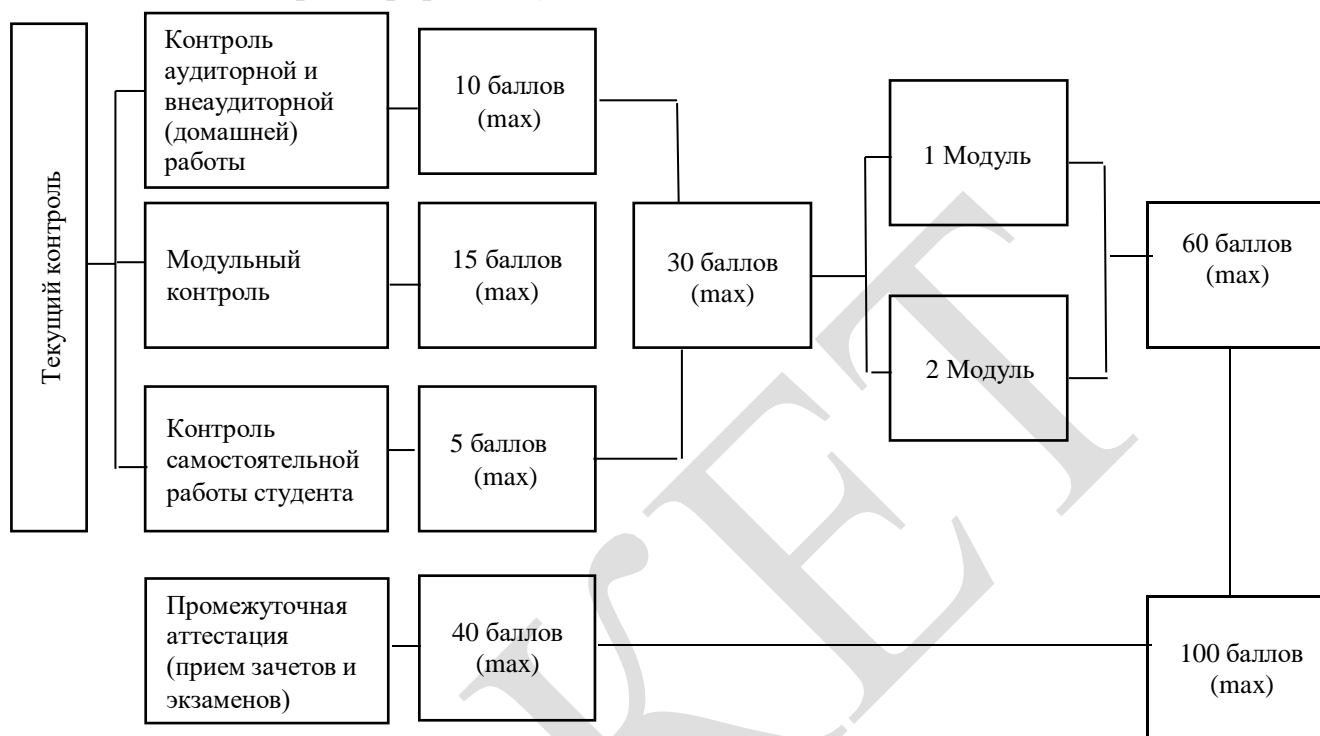 Текущий контроль
Контроль
аудиторной и
внеаудиторной
(домашней)
работы
10 баллов
(max)
Модульный
контроль
15 баллов
(max)
Контроль
самостоятельной
работы студента
5 баллов
(max)
30 баллов
(max)
1 Модуль
2 Модуль
60 баллов
(max)
Промежуточная
аттестация
(прием зачетов и
экзаменов)
40 баллов
(max)
100 баллов
(max)
КЕТ